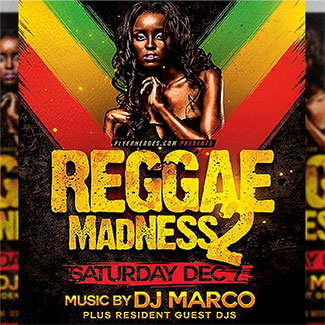 FLYERHEROES.COM PRESENTS
REGGAE
MADNESS 2
SATURDAY DEC 7
MUSIC BY DJ MARCO
PLUS RESIDENT GUEST DJS